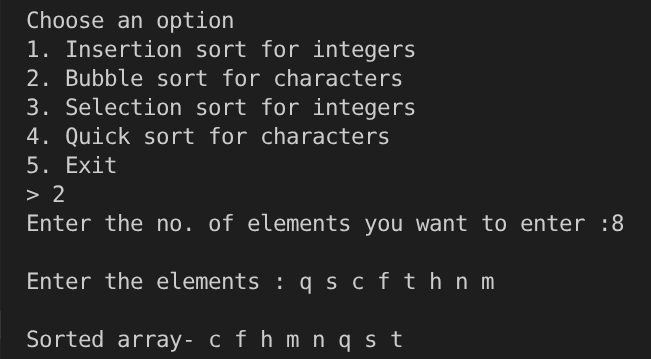 Choose an option
1. Insertion sort for integers
2. Bubble sort for characters
3. Selection sort for integers
4. Quick sort for characters
5. Exit
> 2
Enter the no. of elements you want to enter :8
Enter the elements : q s c f t h n m
Sorted array- c f h m n q s t